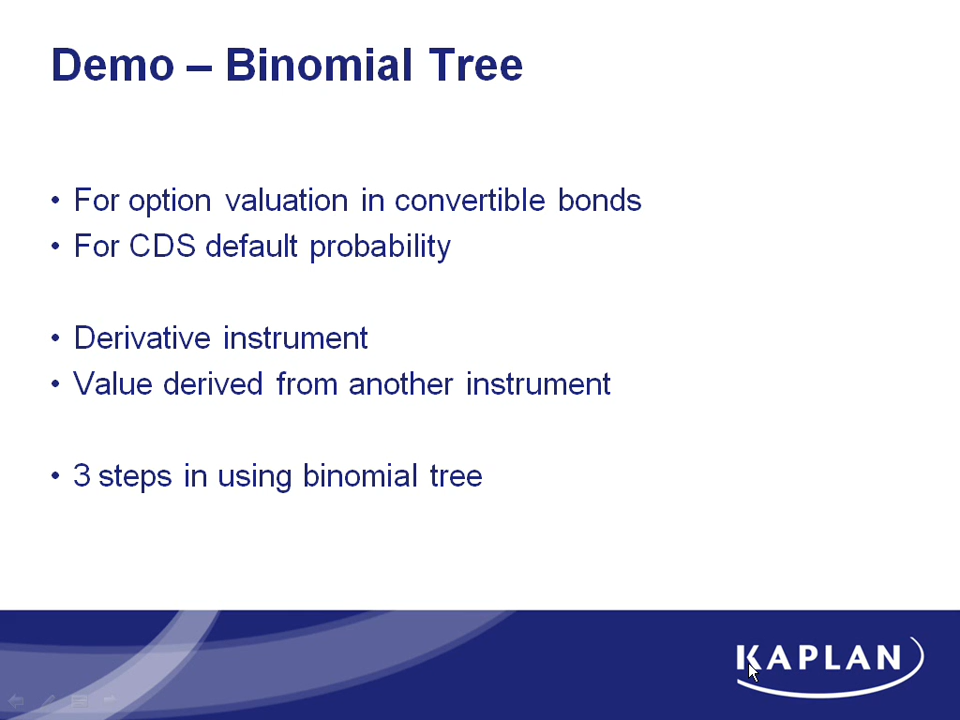 Demo – Binomial Tree
• For option valuation in convertible bonds
• For CDS default probability
• Derivative instrument
• Value derived from another instrument
• 3 steps in using binomial tree
KAPLAN